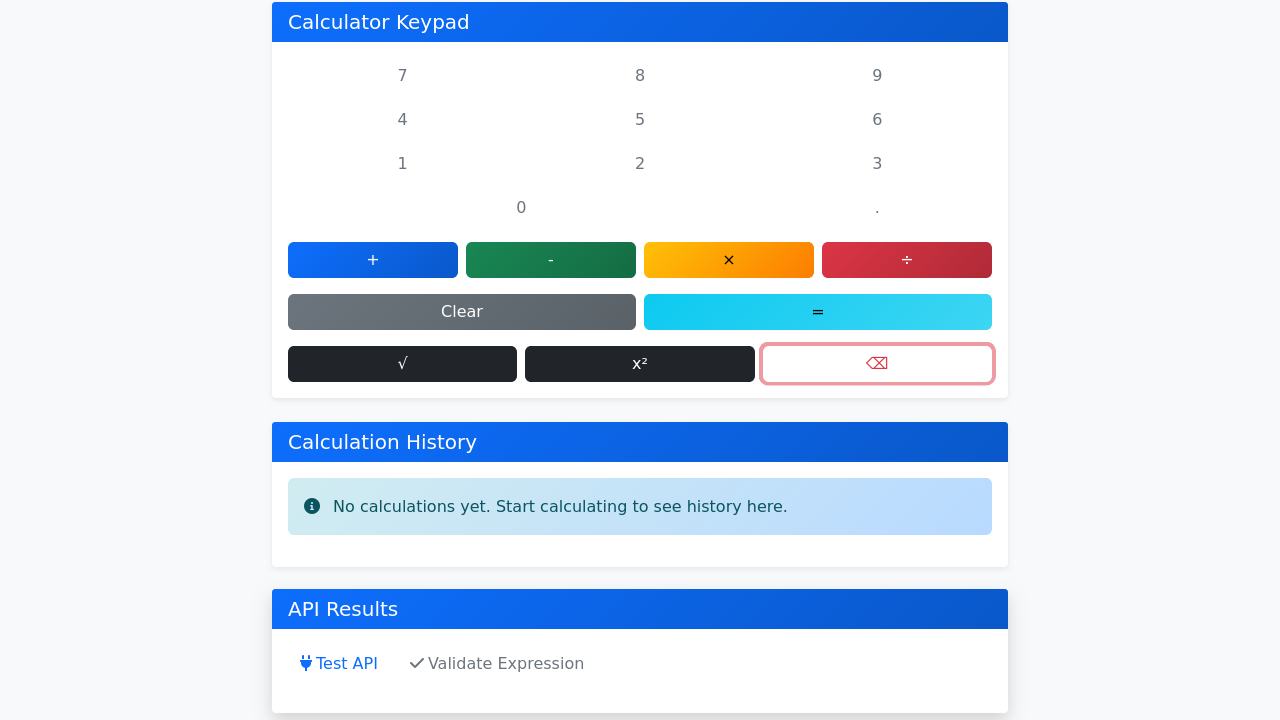 Calculator Keypad
7 8 9
4 5 6
1 2 3
0 .
+ - × ÷
Clear =
√ x² ⌫
Calculation History
No calculations yet. Start calculating to see history here.
API Results
Test API Validate Expression